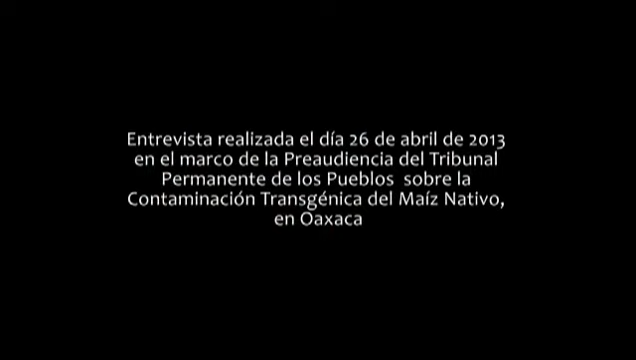 Entrevista realizada el día 26 de abril de 2013
en el marco de la Preaudiencia del Tribunal
Permanente de los Pueblos sobre la
Contaminación Transgénica del Maíz Nativo,
en Oaxaca